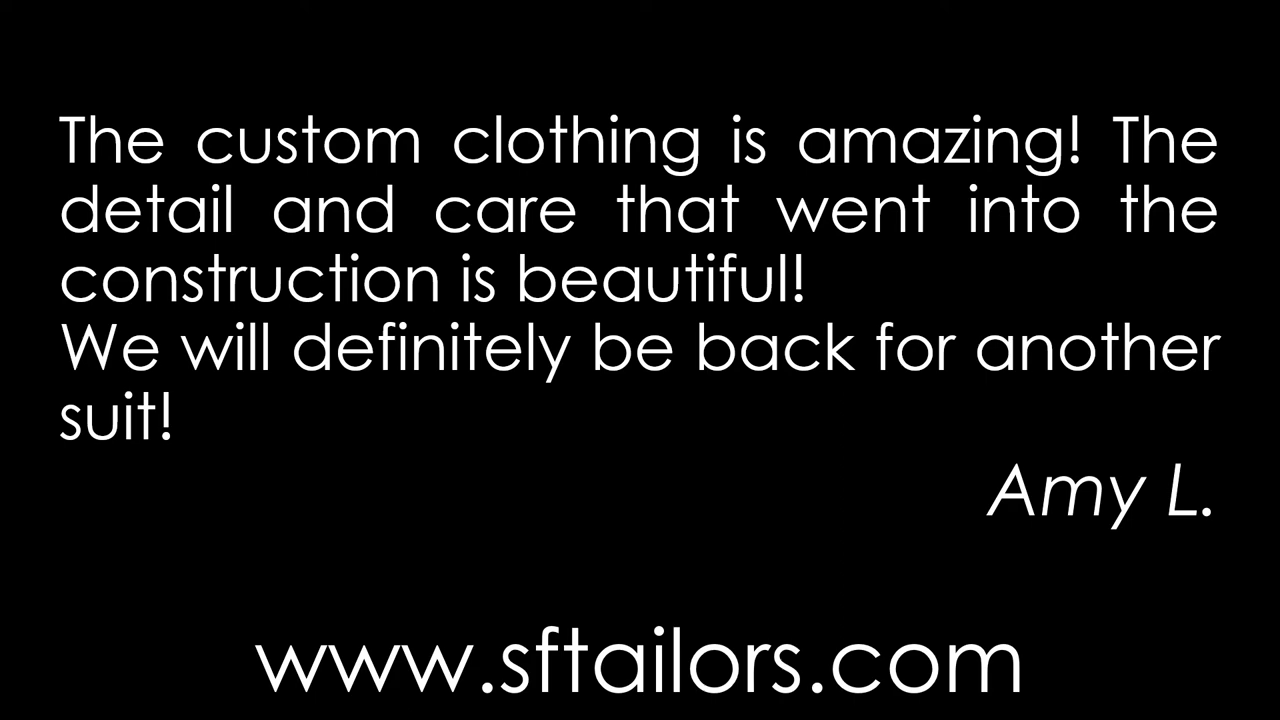 The custom clothing is amazing! The
detail and care that went into the
construction is beautiful!
We will definitely be back for another
suit!
Amy L.
www.sftailors.com